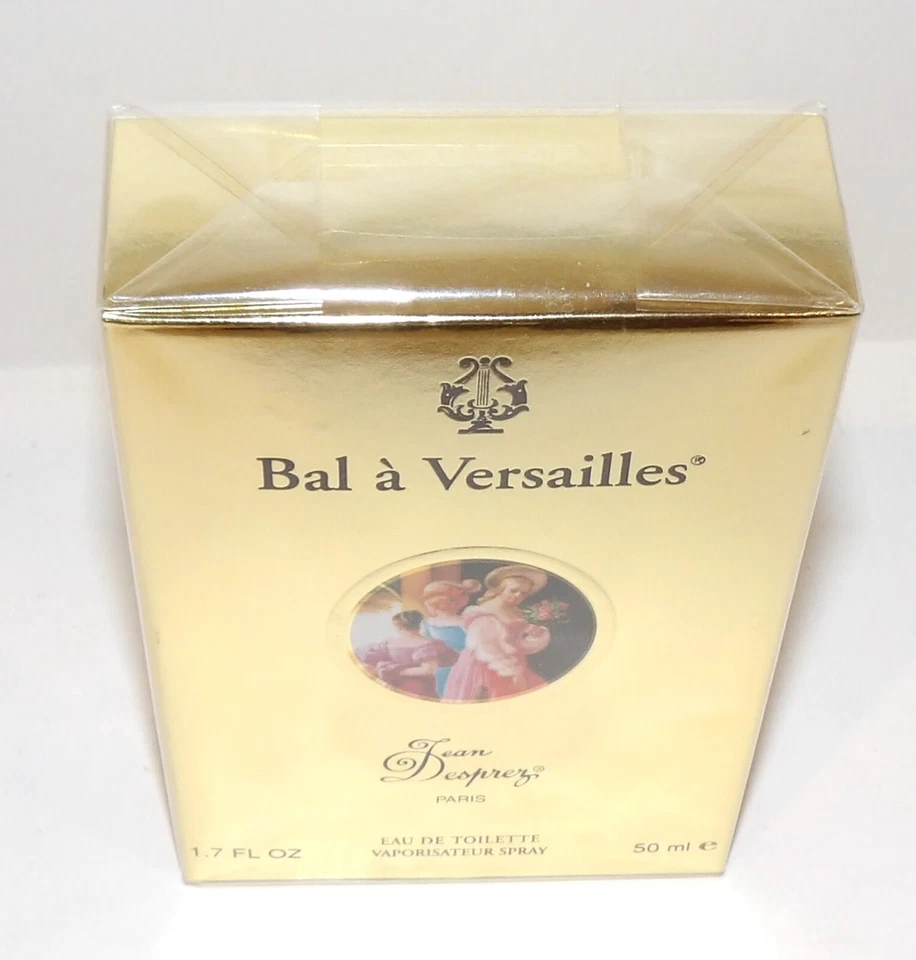 Bal à Versailles®
Jean
Desprez®
PARIS
1.7 FL OZ
EAU DE TOILETTE
VAPORISATEUR SPRAY
50 ml ℮